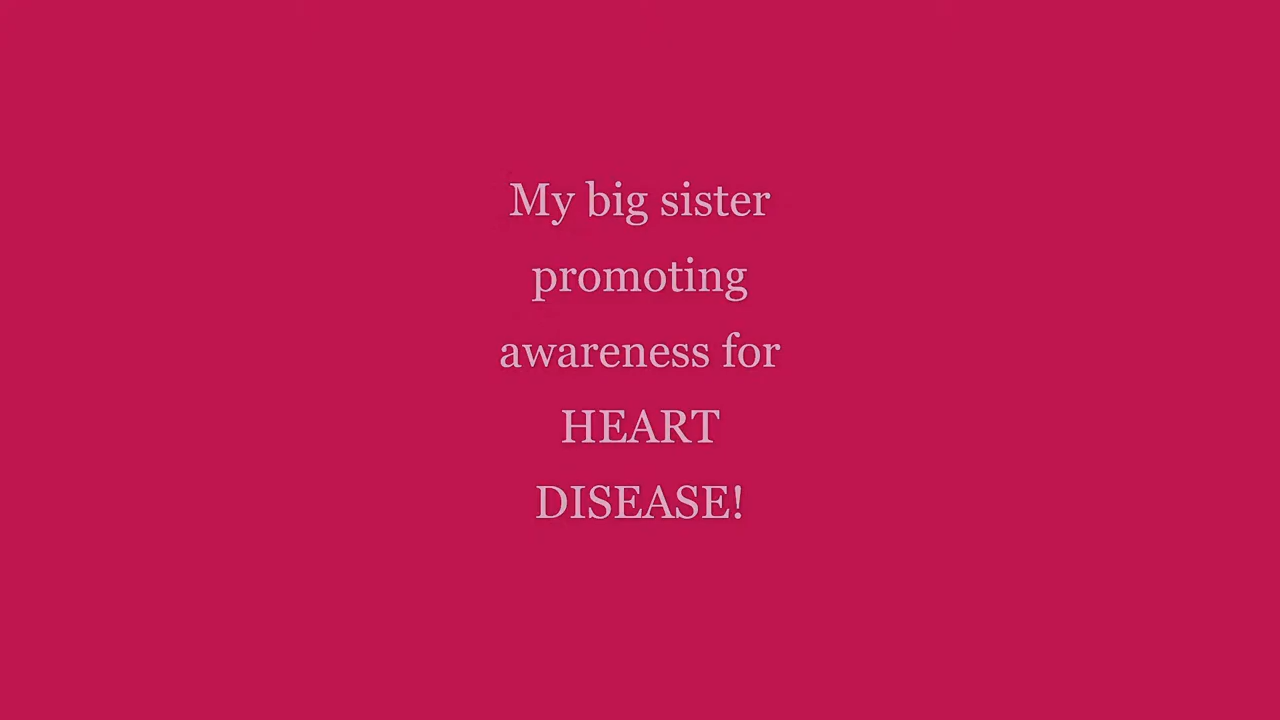 My big sister
promoting
awareness for
HEART
DISEASE!